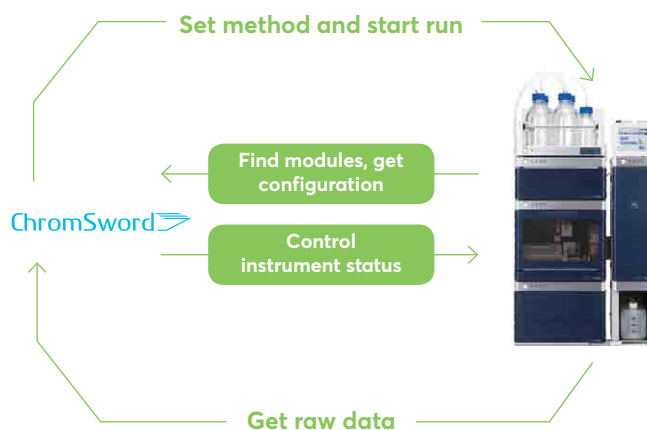 Set method and start run
Find modules, get
configuration
ChromSword
Control
instrument status
Get raw data